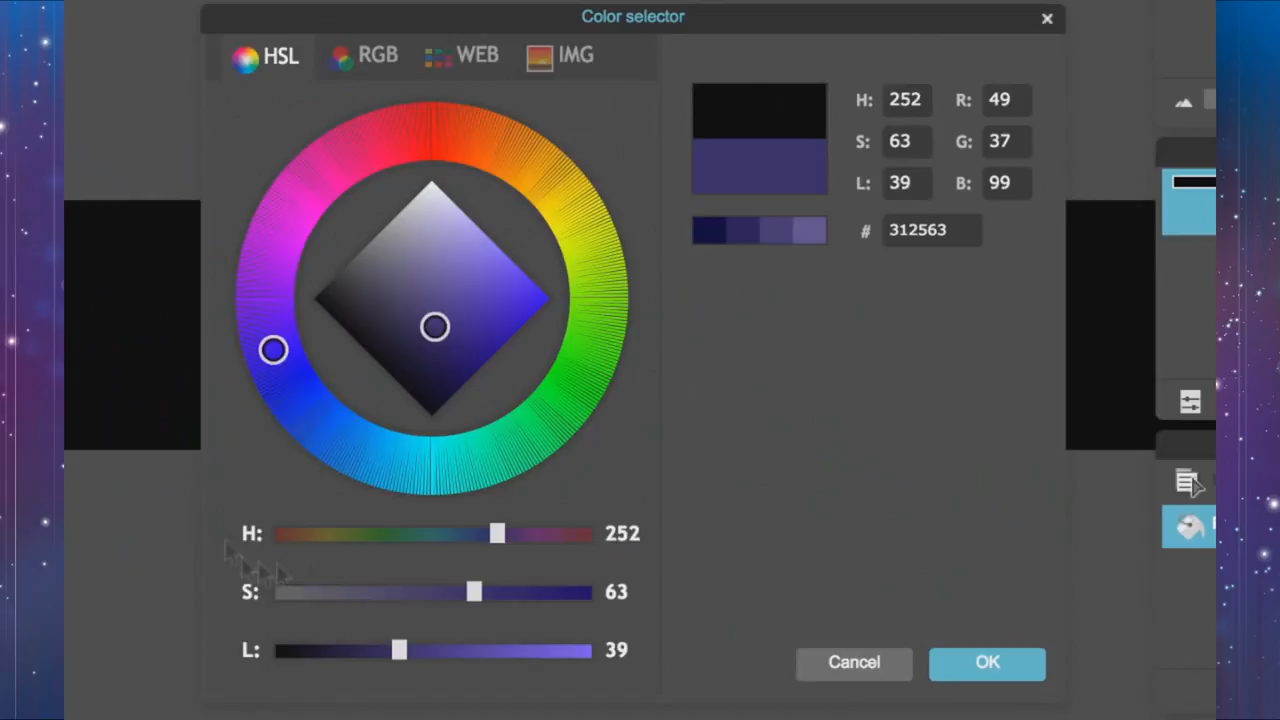 Color selector
HSL RGB WEB IMG
H: 252 R: 49
S: 63 G: 37
L: 39 B: 99
# 312563
H: 252
S: 63
L: 39
Cancel OK